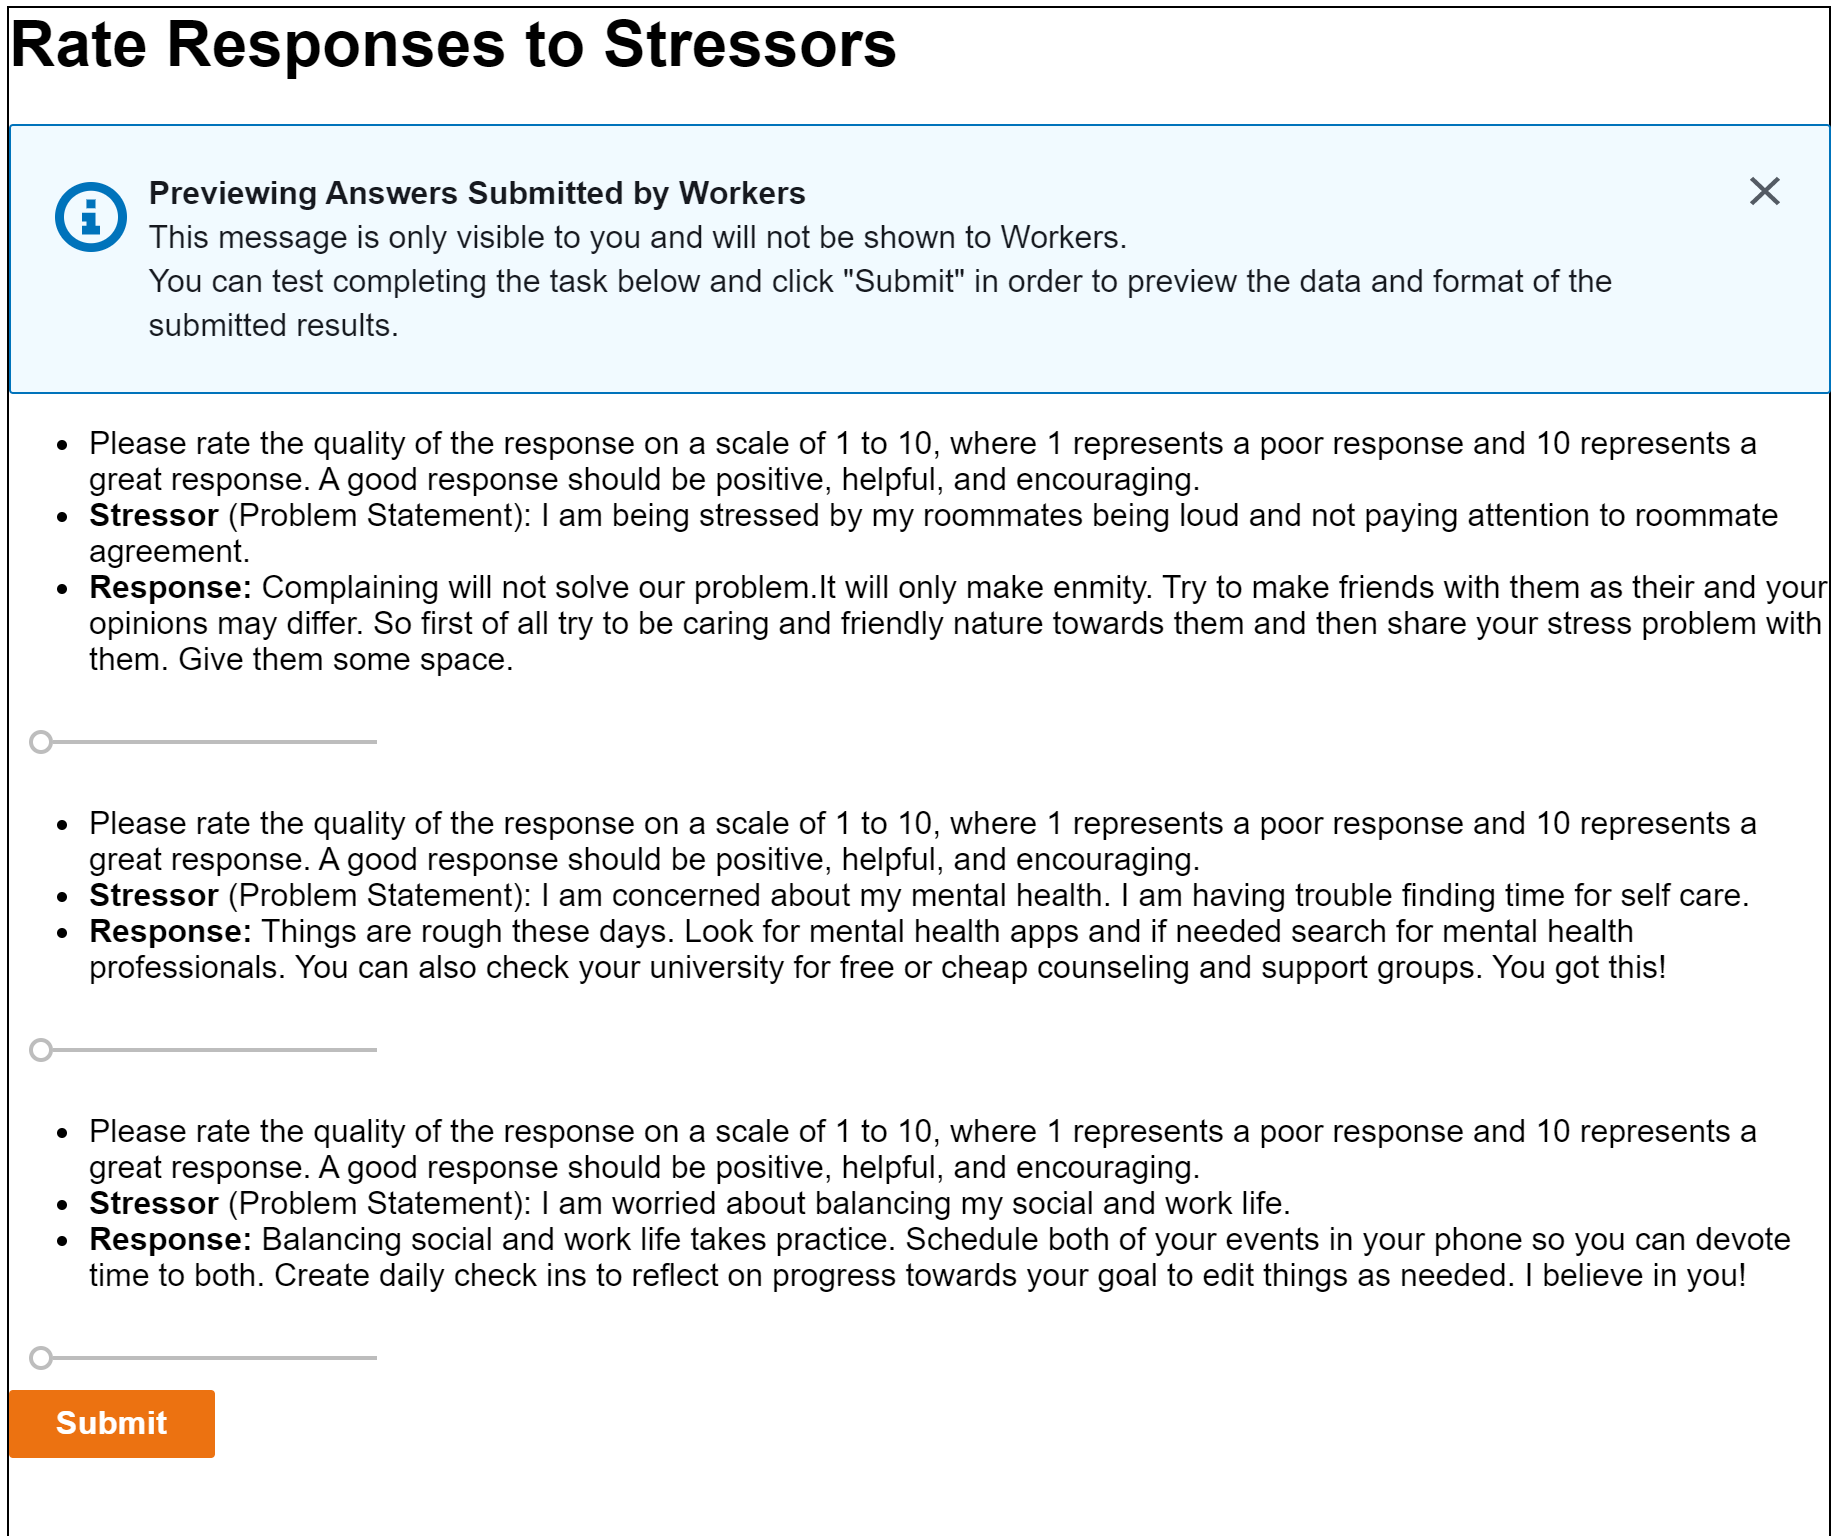 Rate Responses to Stressors
Previewing Answers Submitted by Workers
This message is only visible to you and will not be shown to Workers.
You can test completing the task below and click "Submit" in order to preview the data and format of the
submitted results.
• Please rate the quality of the response on a scale of 1 to 10, where 1 represents a poor response and 10 represents a
great response. A good response should be positive, helpful, and encouraging.
• Stressor (Problem Statement): I am being stressed by my roommates being loud and not paying attention to roommate
agreement.
• Response: Complaining will not solve our problem.It will only make enmity. Try to make friends with them as their and your
opinions may differ. So first of all try to be caring and friendly nature towards them and then share your stress problem with
them. Give them some space.
• Please rate the quality of the response on a scale of 1 to 10, where 1 represents a poor response and 10 represents a
great response. A good response should be positive, helpful, and encouraging.
• Stressor (Problem Statement): I am concerned about my mental health. I am having trouble finding time for self care.
• Response: Things are rough these days. Look for mental health apps and if needed search for mental health
professionals. You can also check your university for free or cheap counseling and support groups. You got this!
• Please rate the quality of the response on a scale of 1 to 10, where 1 represents a poor response and 10 represents a
great response. A good response should be positive, helpful, and encouraging.
• Stressor (Problem Statement): I am worried about balancing my social and work life.
• Response: Balancing social and work life takes practice. Schedule both of your events in your phone so you can devote
time to both. Create daily check ins to reflect on progress towards your goal to edit things as needed. I believe in you!
Submit